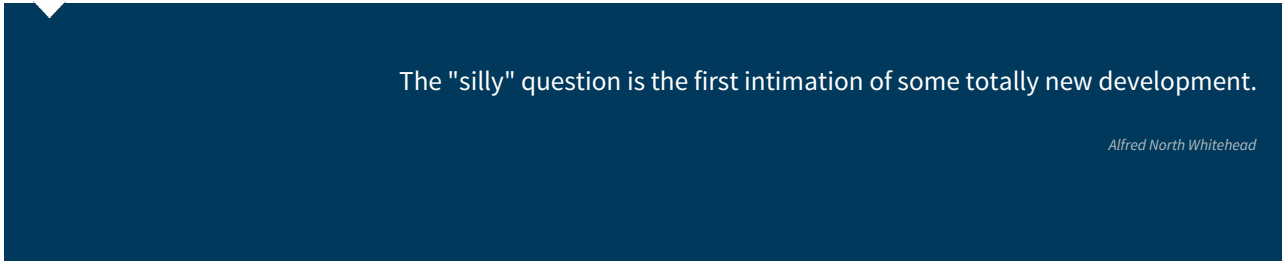 The "silly" question is the first intimation of some totally new development.
Alfred North Whitehead